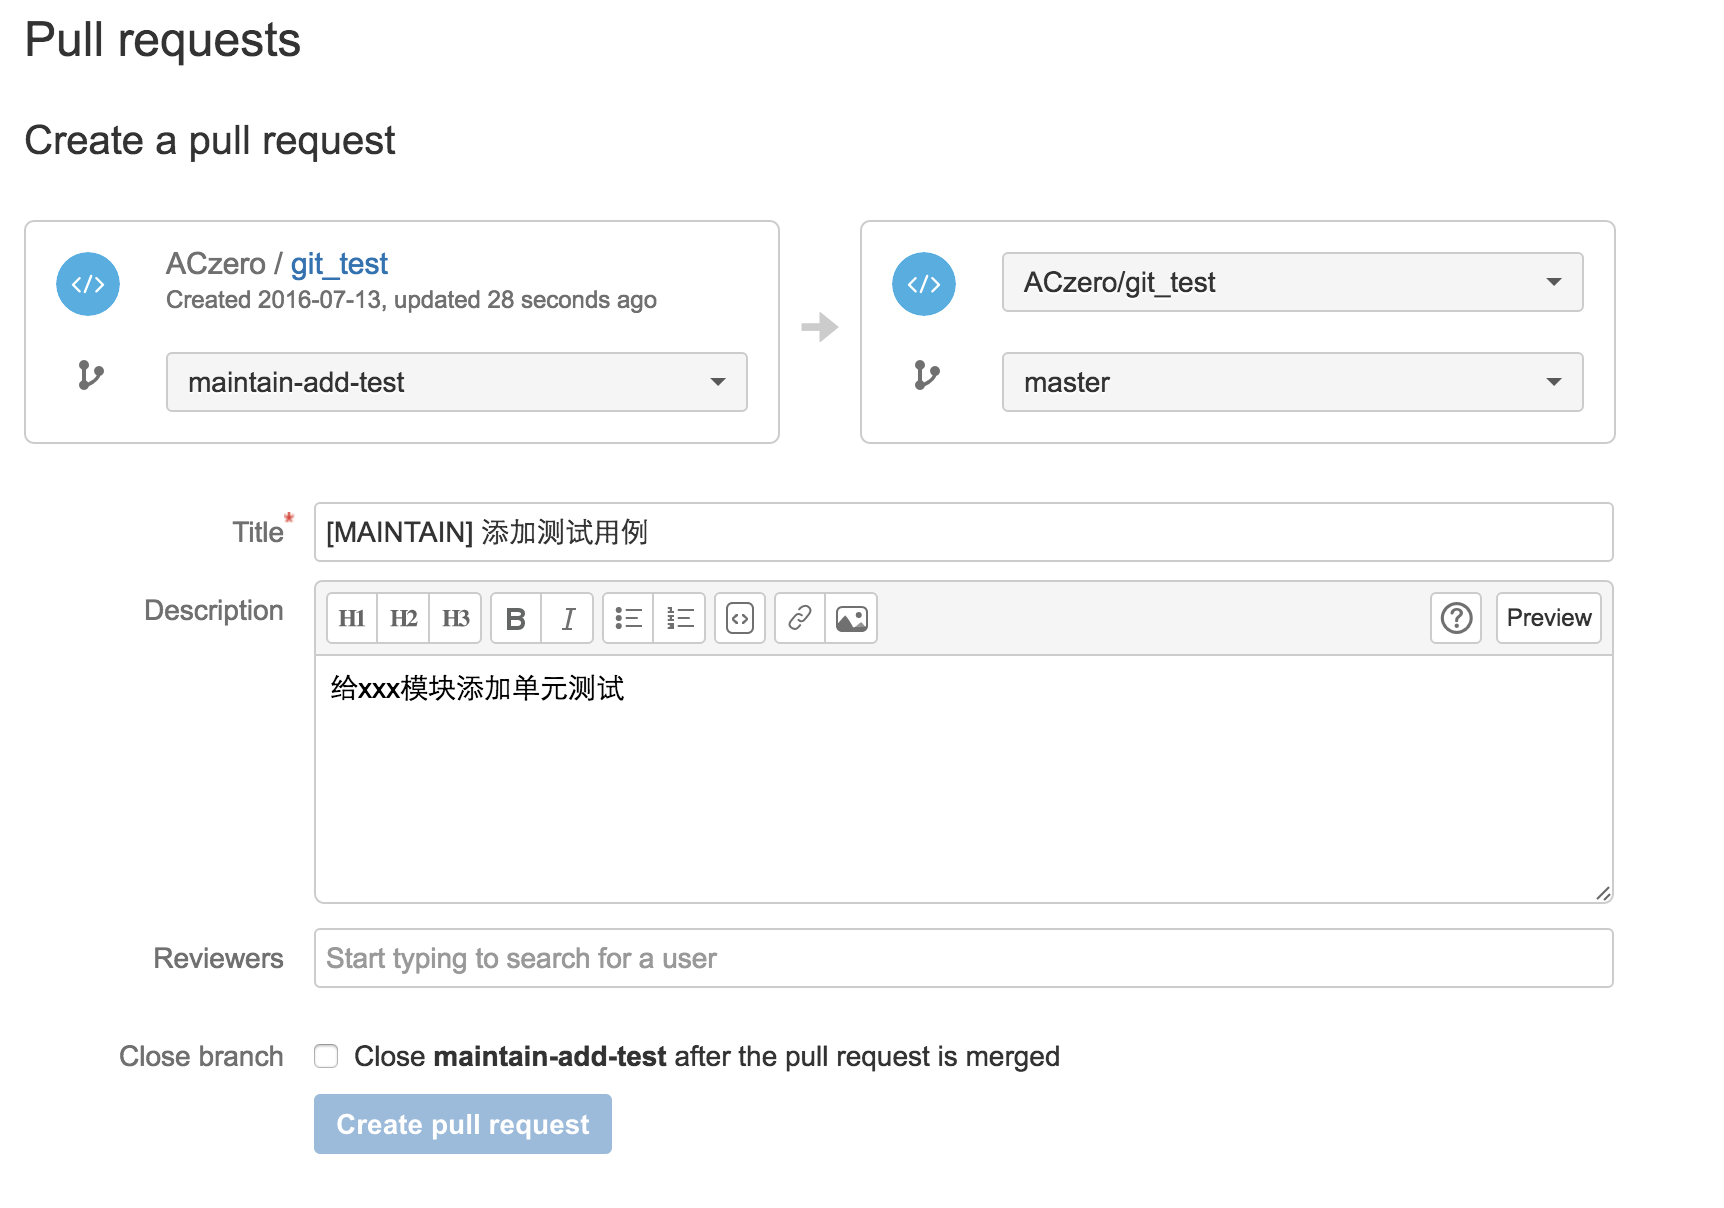 Pull requests
Create a pull request
ACzero / git_test
Created 2016-07-13, updated 28 seconds ago
maintain-add-test
ACzero/git_test
master
Title*
[MAINTAIN] 添加测试用例
Description
H1 H2 H3 B I Preview
给xxx模块添加单元测试
Reviewers
Start typing to search for a user
Close branch
Close maintain-add-test after the pull request is merged
Create pull request